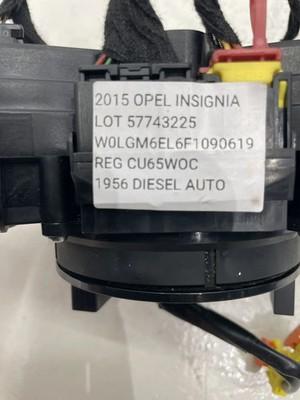 2015 OPEL INSIGNIA
LOT 57743225
W0LGM6EL6F1090619
REG CU65WOC
1956 DIESEL AUTO